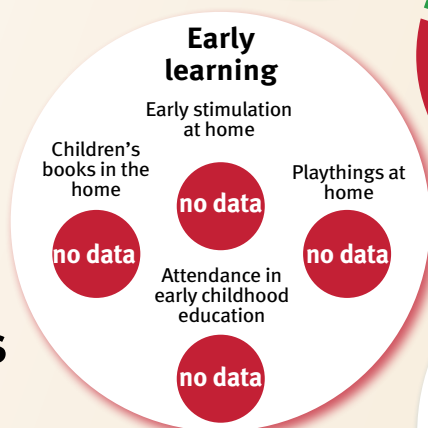 Early
learning
Early stimulation
at home
Children’s
books in the
home
Playthings at
home
no data
no data
no data
Attendance in
early childhood
education
no data
s